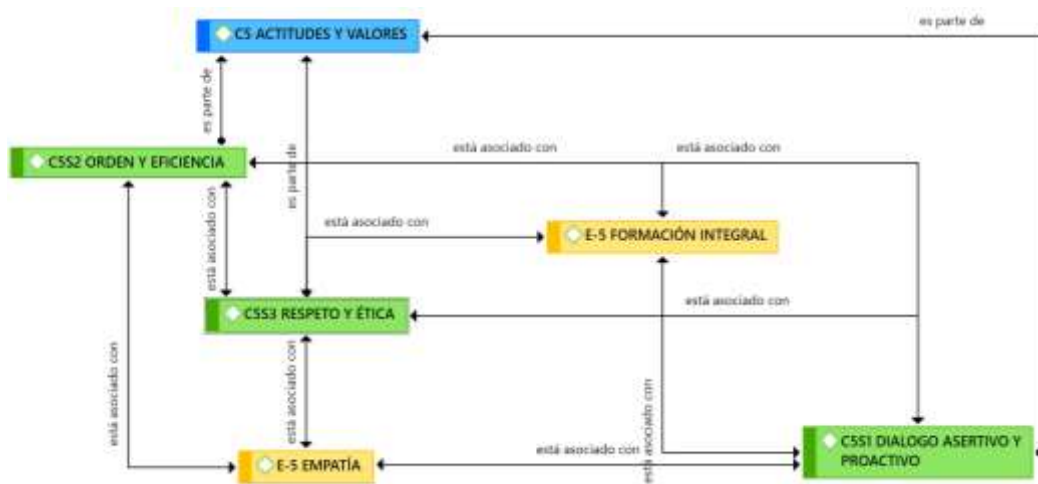 es parte de
C5 ACTITUDES Y VALORES
es parte de
está asociado con
está asociado con
C5S2 ORDEN Y EFICIENCIA
es parte de
está asociado con
está asociado con
E-5 FORMACIÓN INTEGRAL
está asociado con
C5S3 RESPETO Y ÉTICA
está asociado con
está asociado con
está asociado con
C5S1 DIALOGO ASERTIVO Y
PROACTIVO
está asociado con
E-5 EMPATÍA